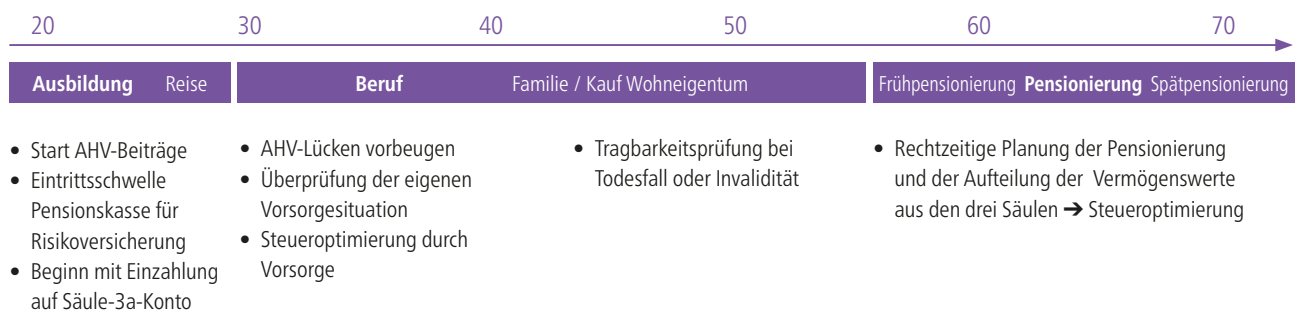 20 30 40 50 60 70
Ausbildung Reise Beruf Familie / Kauf Wohneigentum Frühpensionierung Pensionierung Spätpensionierung
• Start AHV-Beiträge
• Eintrittsschwelle
Pensionskasse für
Risikoversicherung
• Beginn mit Einzahlung
auf Säule-3a-Konto
• AHV-Lücken vorbeugen
• Überprüfung der eigenen
Vorsorgesituation
• Steueroptimierung durch
Vorsorge
• Tragbarkeitsprüfung bei
Todesfall oder Invalidität
• Rechtzeitige Planung der Pensionierung
und der Aufteilung der Vermögenswerte
aus den drei Säulen ➔ Steueroptimierung